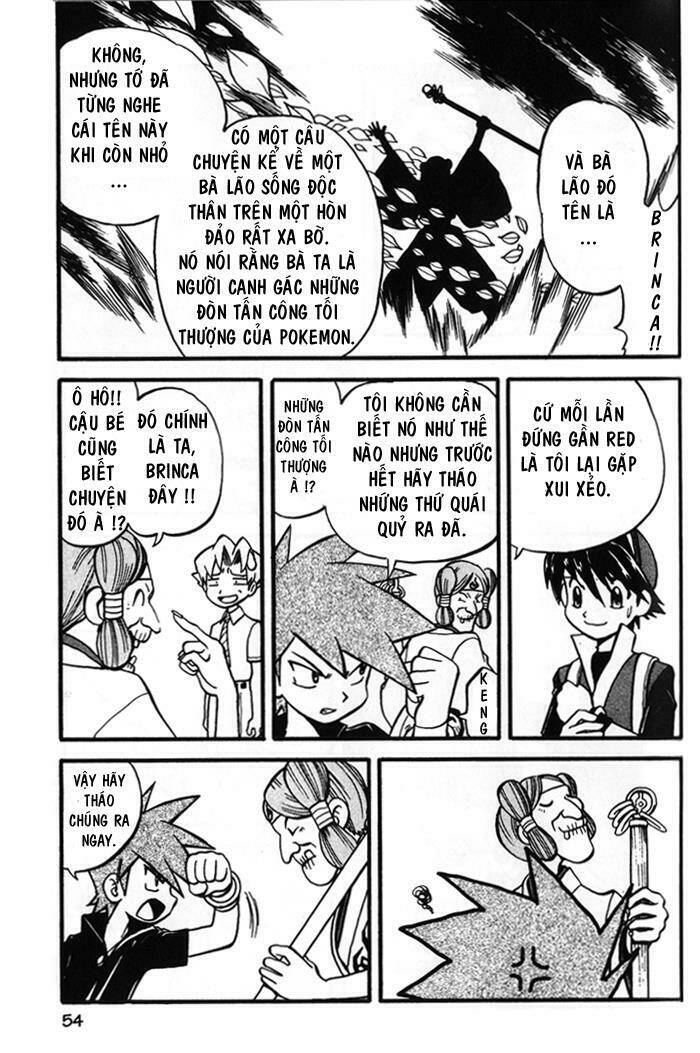 KHÔNG,
NHƯNG TỚ ĐÃ
TỪNG NGHE
CÁI TÊN NÀY
KHI CÒN NHỎ
...
CÓ MỘT CÂU
CHUYỆN KỂ VỀ MỘT
BÀ LÃO SỐNG ĐỘC
THÂN TRÊN MỘT HÒN
ĐẢO RẤT XA BỜ.
NÓ NÓI RẰNG BÀ TA LÀ
NGƯỜI CANH GÁC NHỮNG
ĐÒN TẤN CÔNG TỐI
THƯỢNG CỦA POKEMON.
VÀ BÀ
LÃO ĐÓ
TÊN LÀ
...
BRINCA!!
Ồ HÔ!!
CẬU BÉ
CŨNG
BIẾT
CHUYỆN
ĐÓ À !?
ĐÓ CHÍNH
LÀ TA,
BRINCA
ĐÂY !!
NHỮNG
ĐÒN TẤN
CÔNG TỐI
THƯỢNG
À !?
TÔI KHÔNG CẦN
BIẾT NÓ NHƯ THẾ
NÀO NHƯNG TRƯỚC
HẾT HÃY THÁO
NHỮNG THỨ QUÁI
QUỶ RA ĐÃ.
KENG
CỨ MỖI LẦN
ĐỨNG GẦN RED
LÀ TÔI LẠI GẶP
XUI XẺO.
VẬY HÃY
THÁO
CHÚNG RA
NGAY.
54